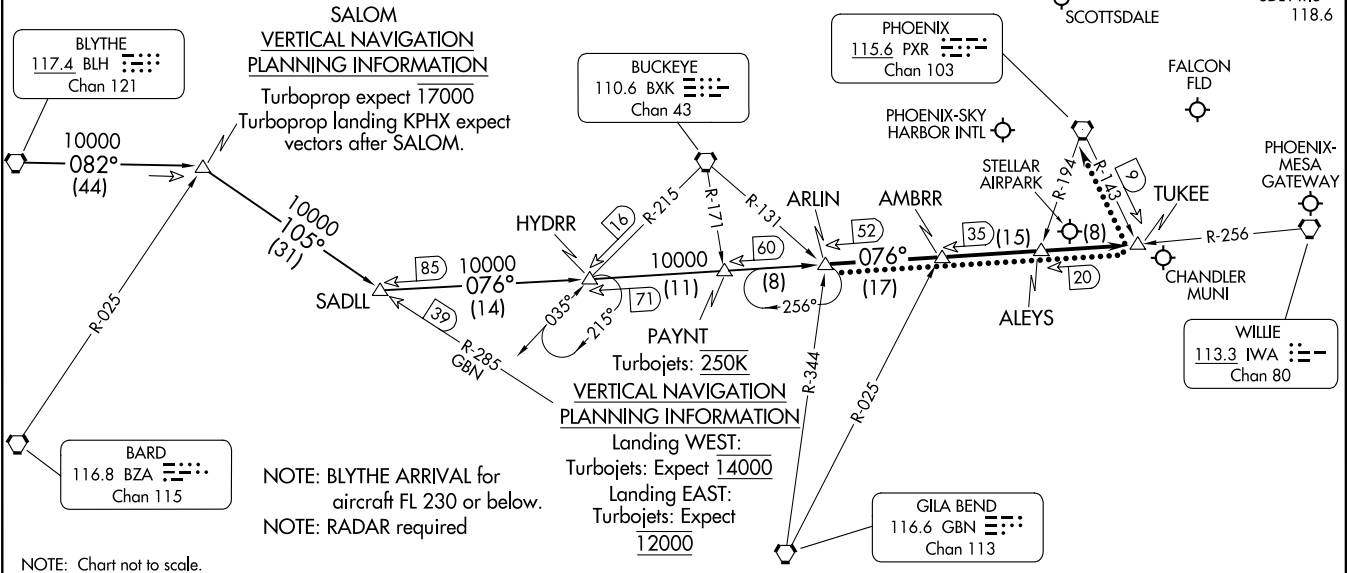 SALOM
VERTICAL NAVIGATION
PLANNING INFORMATION
Turboprop expect 17000
Turboprop landing KPHX expect
vectors after SALOM.
BLYTHE
117.4 BLH
Chan 121
BUCKEYE
110.6 BXK
Chan 43
PHOENIX
115.6 PXR
Chan 103
SCOTTSDALE
118.6
FALCON
FLD
PHOENIX-SKY
HARBOR INTL
PHOENIX-
MESA
GATEWAY
STELLAR
AIRPARK
10000
082°
(44)
10000
105°
(31)
R-025
HYDRR
16
R-215
R-171
R-131
ARLIN
AMBRR
R-194
R-143
9
TUKEE
R-256
SADLL
85
10000
076°
(14)
39
R-285
GBN
035°
215°
71
10000
(11)
60
(8)
256°
52
076°
(17)
35
(15)
(8)
20
ALEYS
CHANDLER
MUNI
PAYNT
Turbojets: 250K
VERTICAL NAVIGATION
PLANNING INFORMATION
Landing WEST:
Turbojets: Expect 14000
Landing EAST:
Turbojets: Expect
12000
R-344
R-025
WILLIE
113.3 IWA
Chan 80
BARD
116.8 BZA
Chan 115
NOTE: BLYTHE ARRIVAL for
aircraft FL 230 or below.
NOTE: RADAR required
GILA BEND
116.6 GBN
Chan 113
NOTE: Chart not to scale.